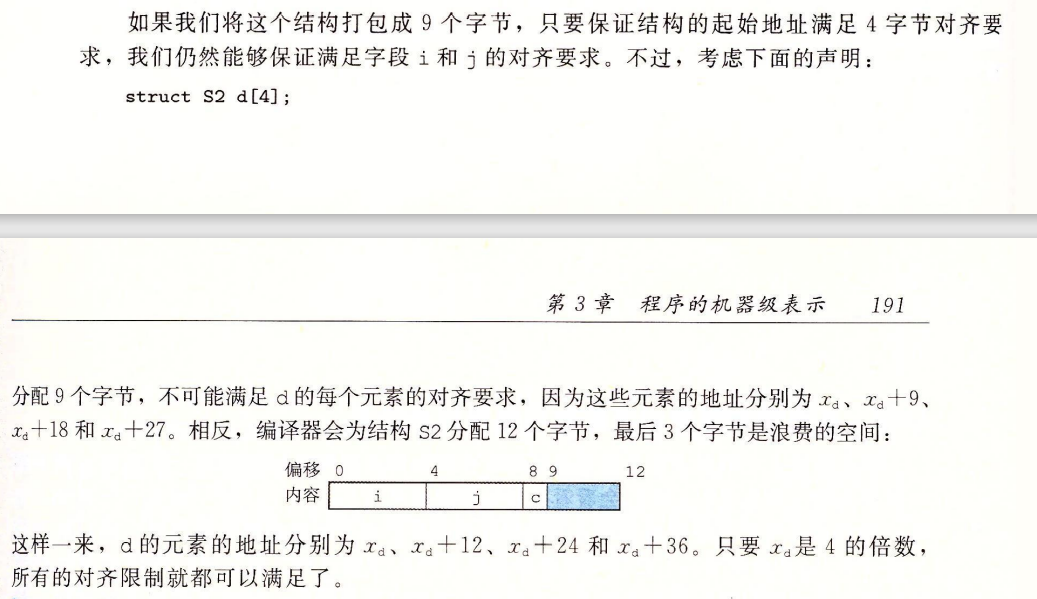 如果我们将这个结构打包成 9 个字节，只要保证结构的起始地址满足 4 字节对齐要
求，我们仍然能够保证满足字段 i 和 j 的对齐要求。不过，考虑下面的声明：
struct S2 d[4];
第 3 章 程序的机器级表示 191
分配 9 个字节，不可能满足 d 的每个元素的对齐要求，因为这些元素的地址分别为 x_d、x_d+9、
x_d+18 和 x_d+27。相反，编译器会为结构 S2 分配 12 个字节，最后 3 个字节是浪费的空间：
偏移 0 4 8 9 12
内容 i j c
这样一来，d 的元素的地址分别为 x_d、x_d+12、x_d+24 和 x_d+36。只要 x_d 是 4 的倍数，
所有的对齐限制就都可以满足了。